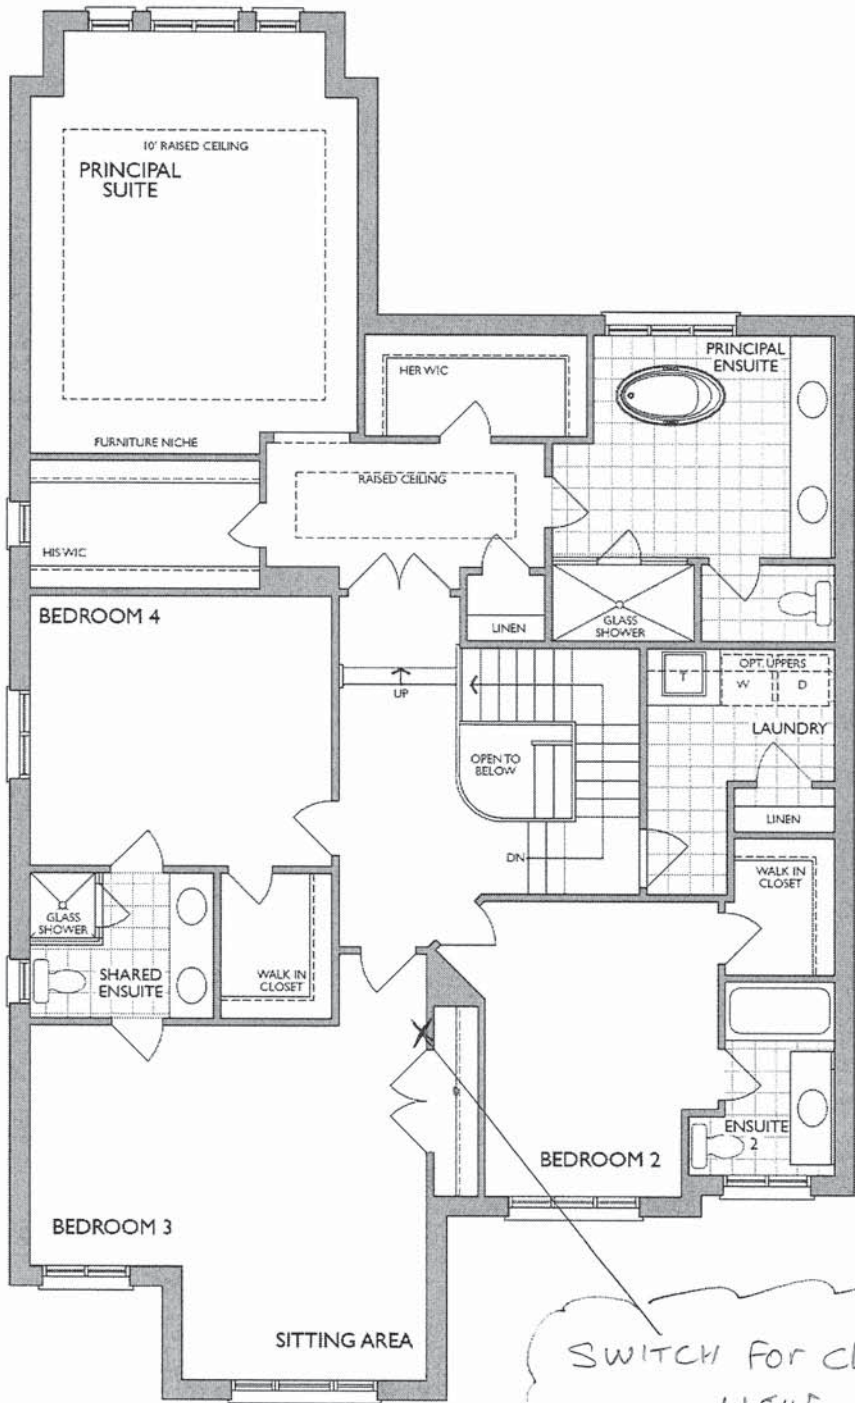 10' RAISED CEILING
PRINCIPAL
SUITE
FURNITURE NICHE
HER WIC
PRINCIPAL
ENSUITE
RAISED CEILING
HIS WIC
LINEN
GLASS
SHOWER
BEDROOM 4
UP
T
OPT. UPPERS
W
D
LAUNDRY
OPEN TO
BELOW
LINEN
DN
WALK IN
CLOSET
GLASS
SHOWER
SHARED
ENSUITE
WALK IN
CLOSET
X
ENSUITE
2
BEDROOM 2
BEDROOM 3
SITTING AREA
SWITCH For